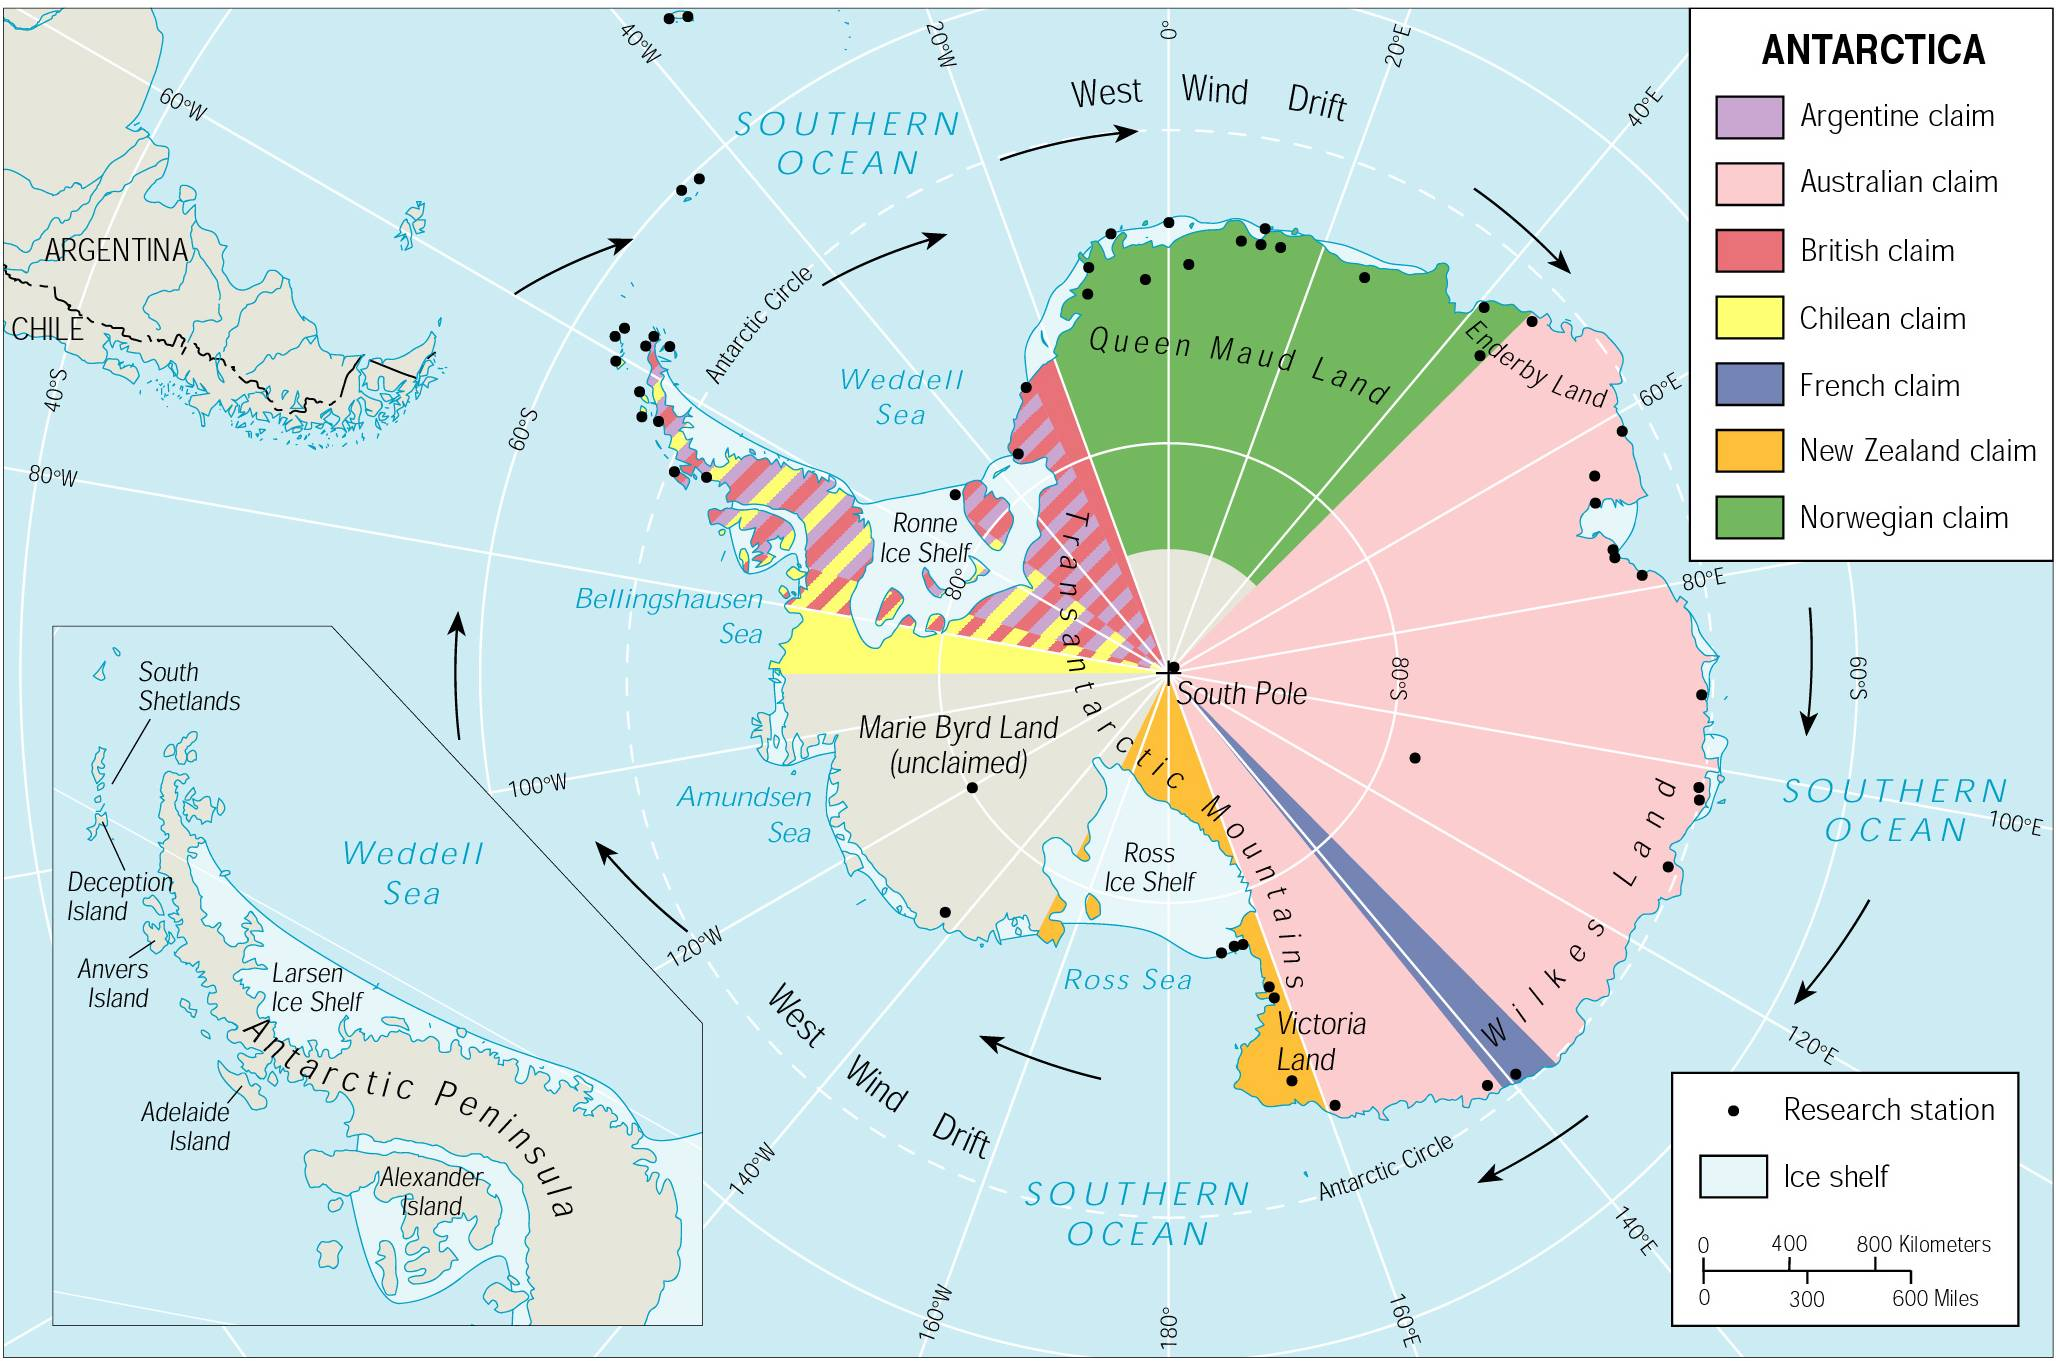 ANTARCTICA
Argentine claim
Australian claim
British claim
Chilean claim
French claim
New Zealand claim
Norwegian claim
40°W
20°W
0°
20°E
40°E
60°W
West Wind Drift
SOUTHERN
OCEAN
ARGENTINA
CHILE
40°S
60°S
80°W
Antarctic Circle
Weddell
Sea
Queen Maud Land
Enderby Land
60°E
80°E
Ronne
Ice Shelf
80°
Transantarctic Mountains
Bellingshausen
Sea
South Pole
80°S
60°S
Marie Byrd Land
(unclaimed)
100°W
Amundsen
Sea
Ross
Ice Shelf
Wilkes Land
SOUTHERN
OCEAN
100°E
120°W
Ross Sea
Victoria
Land
120°E
West Wind Drift
140°W
SOUTHERN
OCEAN
Antarctic Circle
140°E
160°W
180°
160°E
South
Shetlands
Deception
Island
Weddell
Sea
Anvers
Island
Larsen
Ice Shelf
Antarctic Peninsula
Adelaide
Island
Alexander
Island
Research station
Ice shelf
0 400 800 Kilometers
0 300 600 Miles